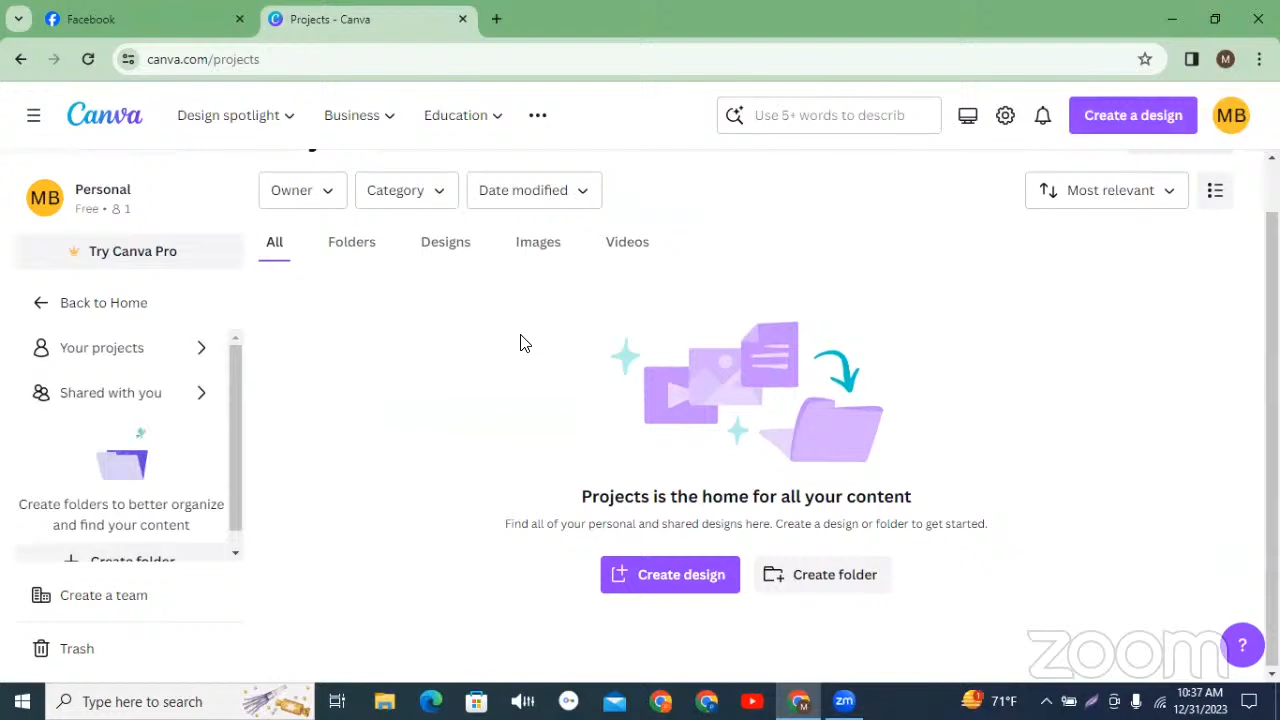 Facebook
Projects - Canva
canva.com/projects
Canva
Design spotlight
Business
Education
Use 5+ words to describ
Create a design
MB
MB
Personal
Free • 1
Try Canva Pro
Back to Home
Your projects
Shared with you
Create folders to better organize
and find your content
Create folder
Create a team
Trash
Owner
Category
Date modified
Most relevant
All
Folders
Designs
Images
Videos
Projects is the home for all your content
Find all of your personal and shared designs here. Create a design or folder to get started.
Create design
Create folder
zoom
?
Type here to search
71°F
10:37 AM
12/31/2023